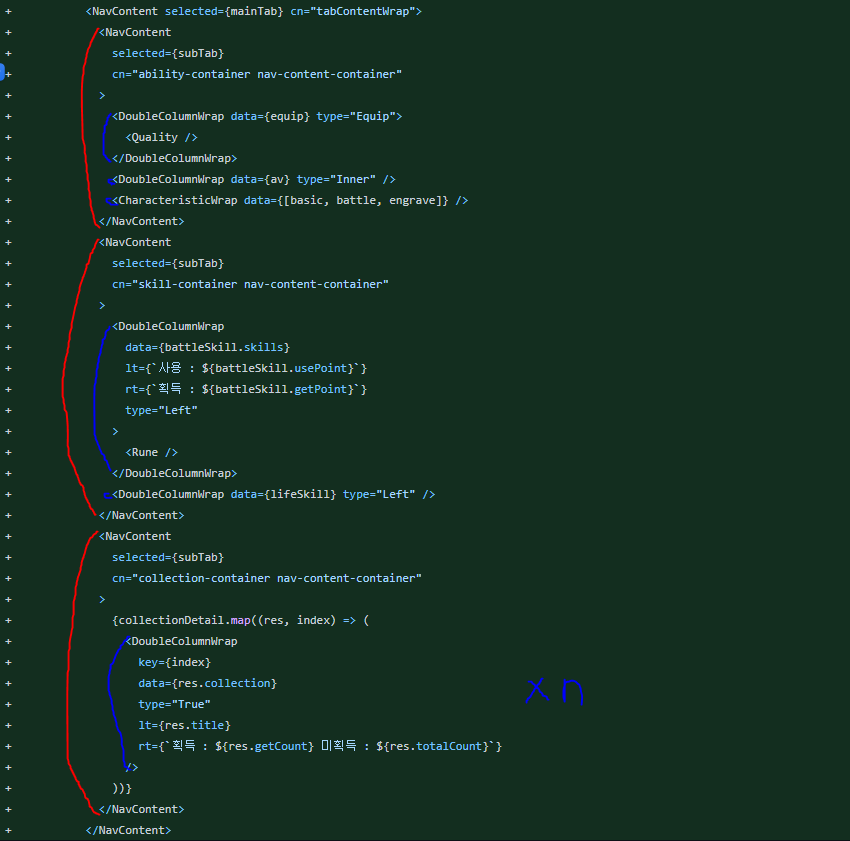 + <NavContent selected={mainTab} cn="tabContentWrap">
+ <NavContent
+ selected={subTab}
+ cn="ability-container nav-content-container"
+ >
+ <DoubleColumnWrap data={equip} type="Equip">
+ <Quality />
+ </DoubleColumnWrap>
+ <DoubleColumnWrap data={av} type="Inner" />
+ <CharacteristicWrap data={[basic, battle, engrave]} />
+ </NavContent>
+ <NavContent
+ selected={subTab}
+ cn="skill-container nav-content-container"
+ >
+ <DoubleColumnWrap
+ data={battleSkill.skills}
+ lt={`사용 : ${battleSkill.usePoint}`}
+ rt={`획득 : ${battleSkill.getPoint}`}
+ type="Left"
+ >
+ <Rune />
+ </DoubleColumnWrap>
+ <DoubleColumnWrap data={lifeSkill} type="Left" />
+ </NavContent>
+ <NavContent
+ selected={subTab}
+ cn="collection-container nav-content-container"
+ >
+ {collectionDetail.map((res, index) => (
+ <DoubleColumnWrap
+ key={index}
+ data={res.collection}
x n
+ type="True"
+ lt={res.title}
+ rt={`획득 : ${res.getCount} 미획득 : ${res.totalCount}`}
+ />
+ ))}
+ </NavContent>
+ </NavContent>